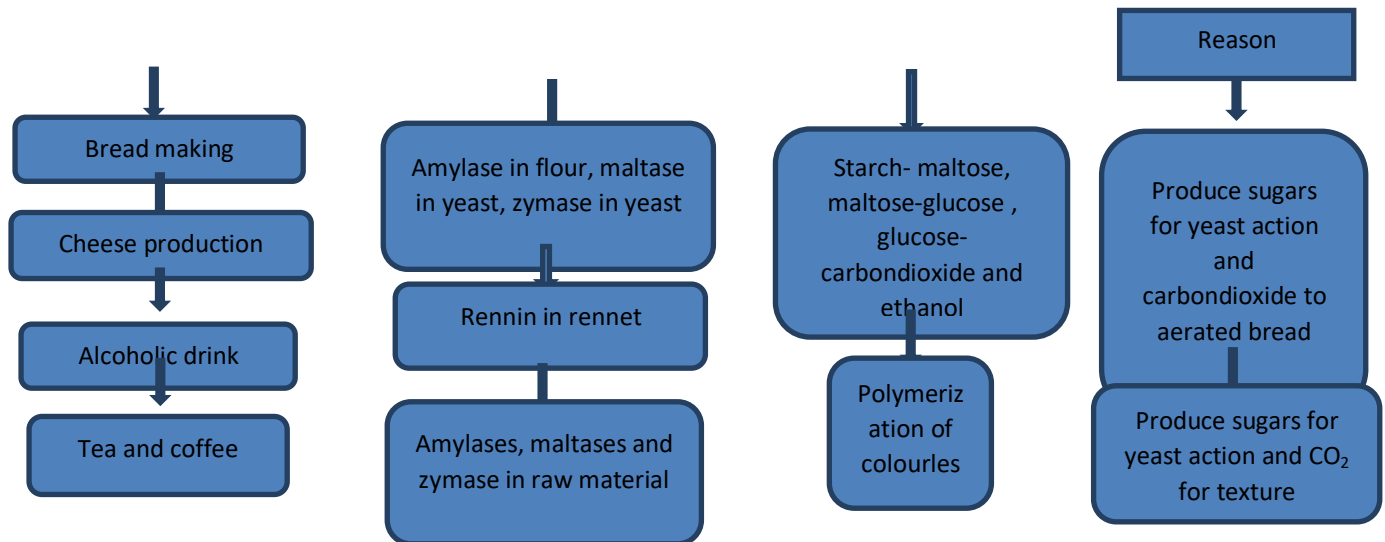 Bread making
Cheese production
Alcoholic drink
Tea and coffee
Amylase in flour, maltase
in yeast, zymase in yeast
Rennin in rennet
Amylases, maltases and
zymase in raw material
Starch- maltose,
maltose-glucose ,
glucose-
carbondioxide and
ethanol
Polymeriz
ation of
colourles
Reason
Produce sugars
for yeast action
and
carbondioxide to
aerated bread
Produce sugars for
yeast action and CO₂
for texture